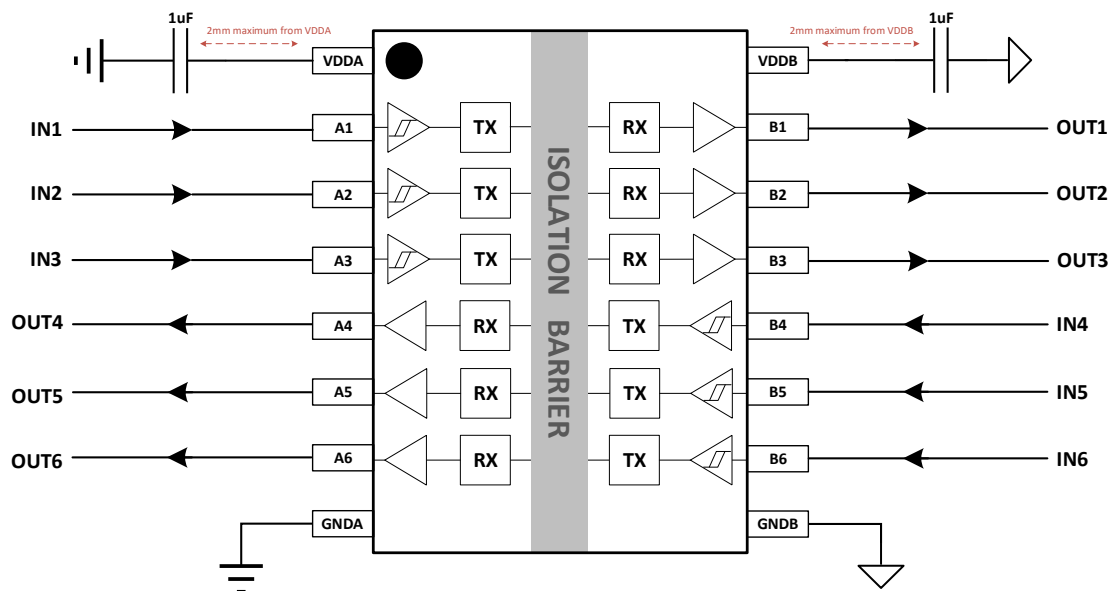 1uF 1uF
2mm maximum from VDDA 2mm maximum from VDDB
VDDA VDDB
IN1 A1 TX RX B1 OUT1
IN2 A2 TX RX B2 OUT2
IN3 A3 TX RX B3 OUT3
ISOLATION BARRIER
OUT4 A4 RX TX B4 IN4
OUT5 A5 RX TX B5 IN5
OUT6 A6 RX TX B6 IN6
GNDA GNDB